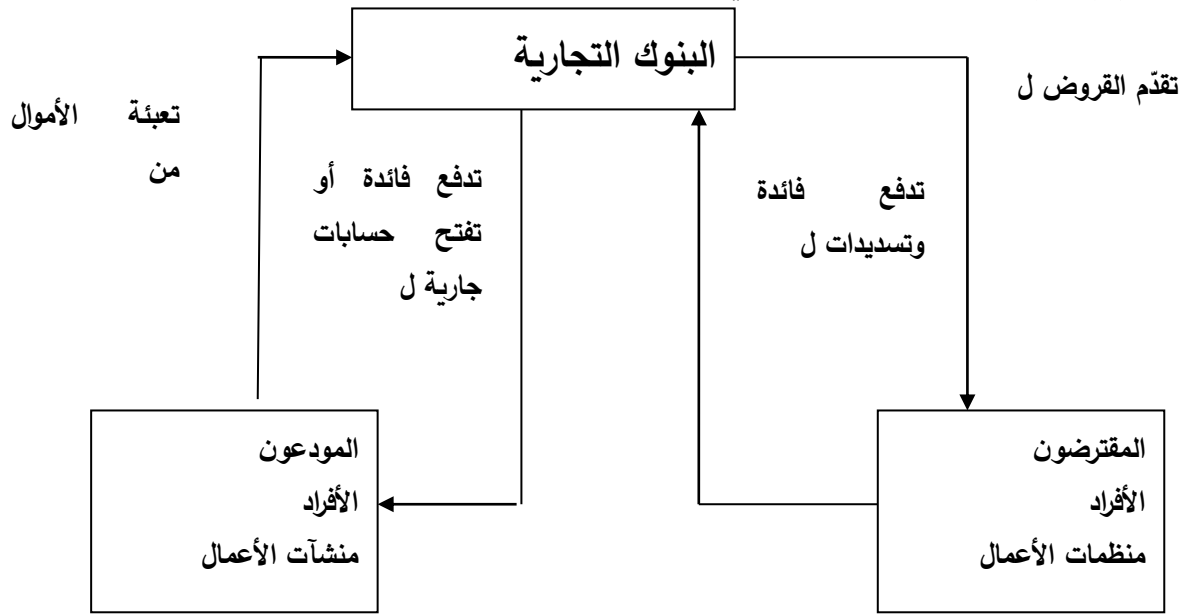 البنوك التجارية
تقدّم القروض ل
تعبئة الأموال
من
تدفع فائدة أو
تفتح حسابات
جارية ل
تدفع فائدة
وتسديدات ل
المقترضون
الأفراد
منظمات الأعمال
المودعون
الأفراد
منشآت الأعمال